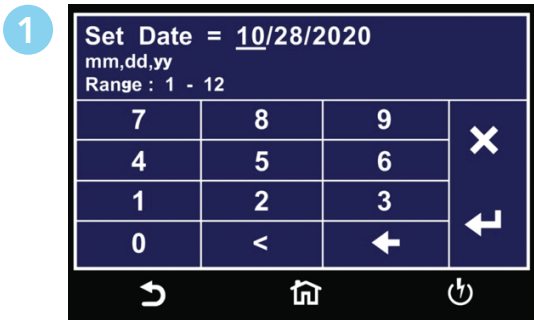 1
Set Date = 10/28/2020
mm,dd,yy
Range : 1 - 12
7 8 9
4 5 6
1 2 3
0 <